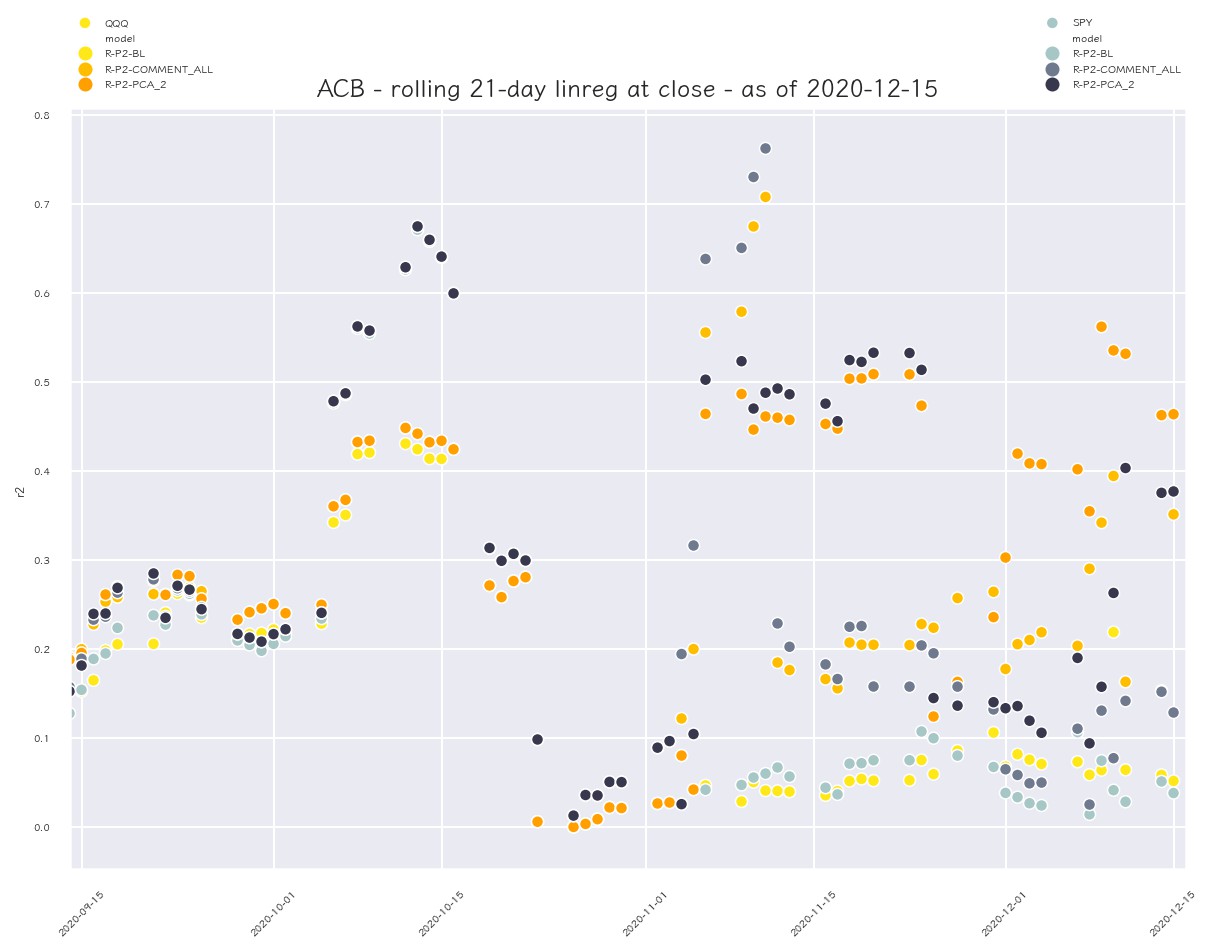 QQQ
model
R-P2-BL
R-P2-COMMENT_ALL
R-P2-PCA_2
SPY
model
R-P2-BL
R-P2-COMMENT_ALL
R-P2-PCA_2
ACB - rolling 21-day linreg at close - as of 2020-12-15
0.8
0.7
0.6
0.5
0.4
0.3
0.2
0.1
0.0
r2
2020-09-15
2020-10-01
2020-10-15
2020-11-01
2020-11-15
2020-12-01
2020-12-15